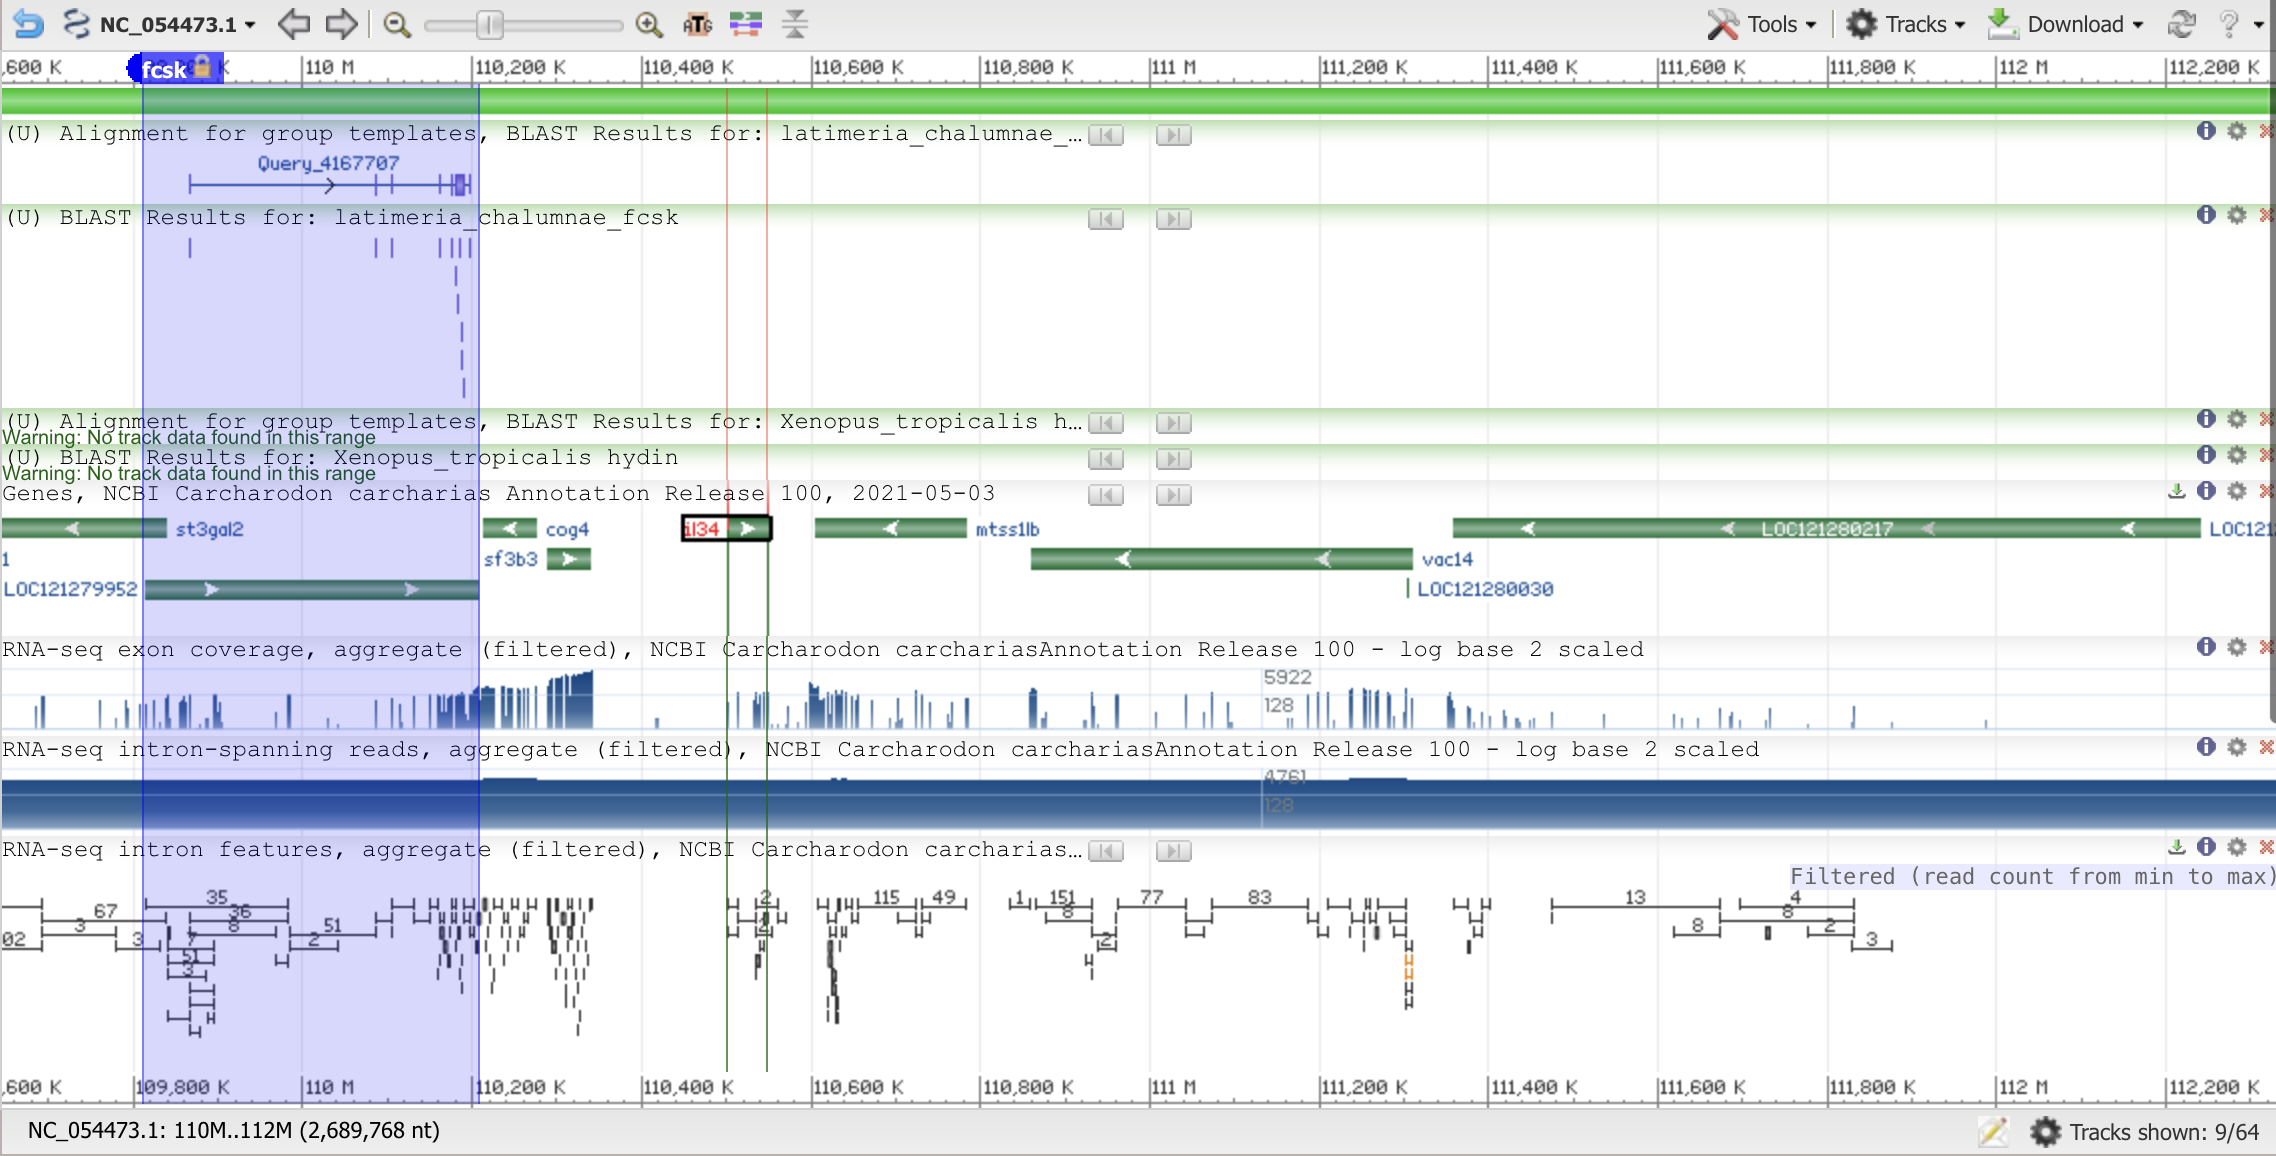 NC_054473.1 Tools Tracks Download ?
,600 K fcsk K 110 M 110,200 K 110,400 K 110,600 K 110,800 K 111 M 111,200 K 111,400 K 111,600 K 111,800 K 112 M 112,200 K
(U) Alignment for group templates, BLAST Results for: latimeria_chalumnae_…
Query_4167707
(U) BLAST Results for: latimeria_chalumnae_fcsk
(U) Alignment for group templates, BLAST Results for: Xenopus_tropicalis h…
Warning: No track data found in this range
(U) BLAST Results for: Xenopus_tropicalis hydin
Warning: No track data found in this range
Genes, NCBI Carcharodon carcharias Annotation Release 100, 2021-05-03
st3gal2 cog4 il34 mtss1lb LOC121280217 LOC121
1 sf3b3 vac14
LOC121279952 LOC121280030
RNA-seq exon coverage, aggregate (filtered), NCBI Carcharodon carchariasAnnotation Release 100 - log base 2 scaled
5922
128
RNA-seq intron-spanning reads, aggregate (filtered), NCBI Carcharodon carchariasAnnotation Release 100 - log base 2 scaled
4761
128
RNA-seq intron features, aggregate (filtered), NCBI Carcharodon carcharias…
Filtered (read count from min to max)
35 2 115 49 1 151 77 83 13 4
67 36 8 8
3 8 51 8 2
02 3 7 2 2 3
51
3
,600 K 109,800 K 110 M 110,200 K 110,400 K 110,600 K 110,800 K 111 M 111,200 K 111,400 K 111,600 K 111,800 K 112 M 112,200 K
NC_054473.1: 110M..112M (2,689,768 nt) Tracks shown: 9/64